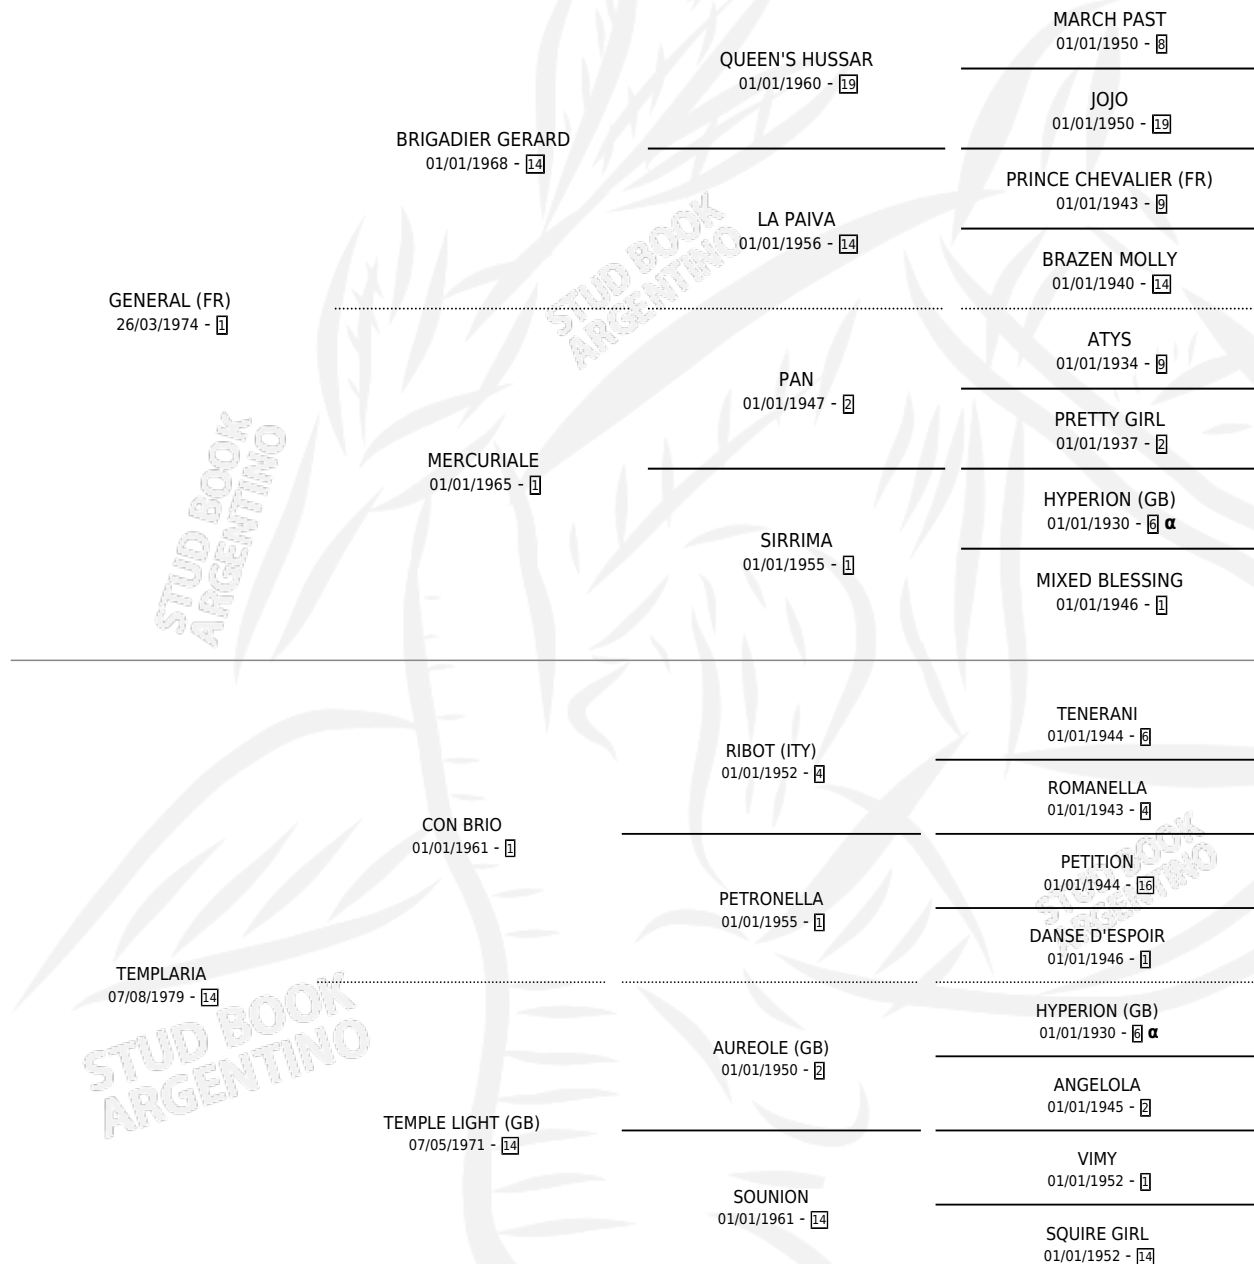 MARCH PAST
01/01/1950 - 8
QUEEN'S HUSSAR
01/01/1960 - 19
JOJO
01/01/1950 - 19
BRIGADIER GERARD
01/01/1968 - 14
PRINCE CHEVALIER (FR)
01/01/1943 - 9
LA PAIVA
01/01/1956 - 14
BRAZEN MOLLY
01/01/1940 - 14
GENERAL (FR)
26/03/1974 - 1
STUD BOOK
ARGENTINO
ATYS
01/01/1934 - 9
PAN
01/01/1947 - 2
PRETTY GIRL
01/01/1937 - 2
MERCURIALE
01/01/1965 - 1
HYPERION (GB)
01/01/1930 - 6 α
SIRRIMA
01/01/1955 - 1
MIXED BLESSING
01/01/1946 - 1
STUD BOOK
ARGENTINO
TENERANI
01/01/1944 - 6
RIBOT (ITY)
01/01/1952 - 4
ROMANELLA
01/01/1943 - 4
CON BRIO
01/01/1961 - 1
PETITION
01/01/1944 - 16
PETRONELLA
01/01/1955 - 1
DANSE D'ESPOIR
01/01/1946 - 1
STUD BOOK
ARGENTINO
TEMPLARIA
07/08/1979 - 14
HYPERION (GB)
01/01/1930 - 6 α
AUREOLE (GB)
01/01/1950 - 2
ANGELOLA
01/01/1945 - 2
STUD BOOK
ARGENTINO
TEMPLE LIGHT (GB)
07/05/1971 - 14
VIMY
01/01/1952 - 1
SOUNION
01/01/1961 - 14
SQUIRE GIRL
01/01/1952 - 14